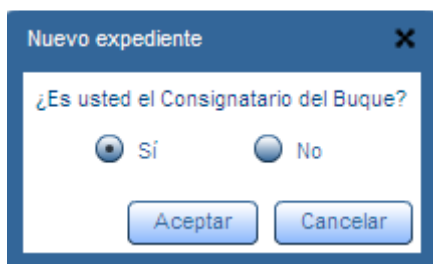 Nuevo expediente
¿Es usted el Consignatario del Buque?
Sí No
Aceptar Cancelar